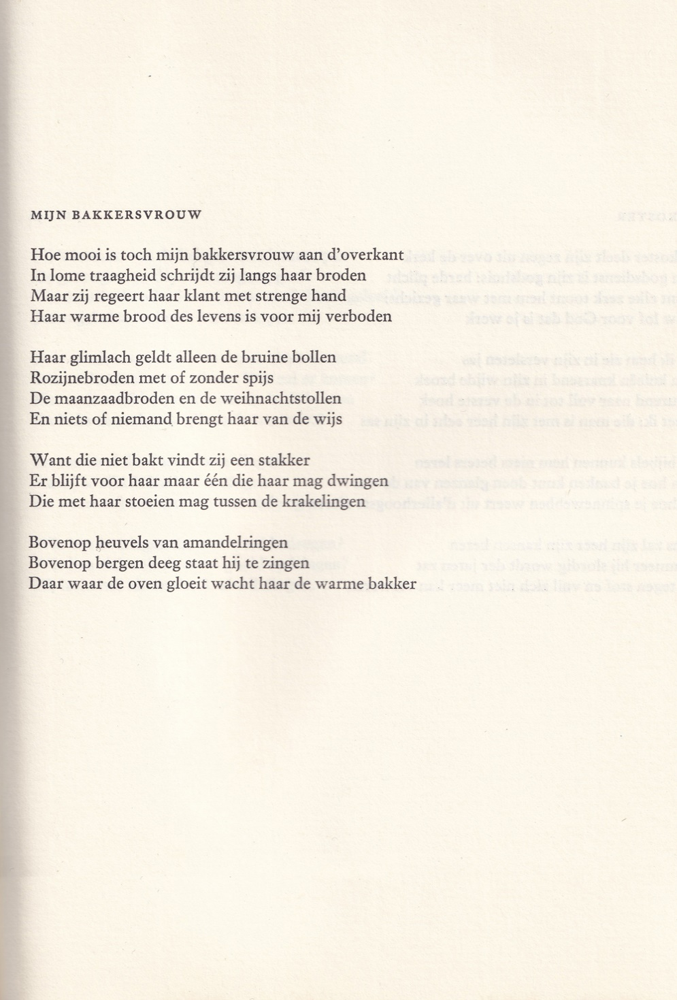 MIJN BAKKERSVROUW
Hoe mooi is toch mijn bakkersvrouw aan d'overkant
In lome traagheid schrijdt zij langs haar broden
Maar zij regeert haar klant met strenge hand
Haar warme brood des levens is voor mij verboden
Haar glimlach geldt alleen de bruine bollen
Rozijnebroden met of zonder spijs
De maanzaadbroden en de weihnachtstollen
En niets of niemand brengt haar van de wijs
Want die niet bakt vindt zij een stakker
Er blijft voor haar maar één die haar mag dwingen
Die met haar stoeien mag tussen de krakelingen
Bovenop heuvels van amandelringen
Bovenop bergen deeg staat hij te zingen
Daar waar de oven gloeit wacht haar de warme bakker